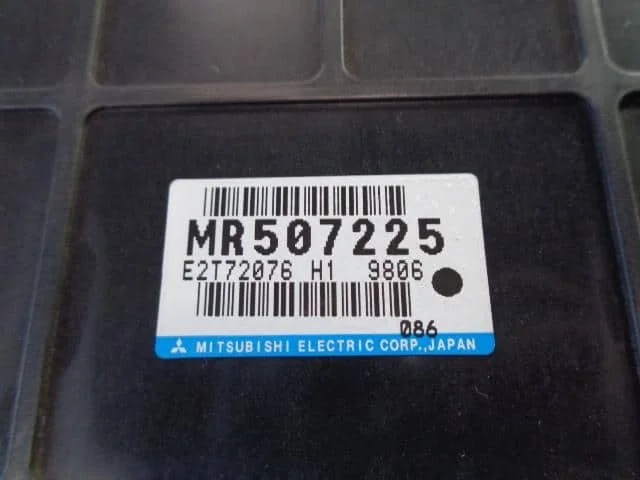 MR507225
E2T72076 H1 9806
086
MITSUBISHI ELECTRIC CORP.,JAPAN